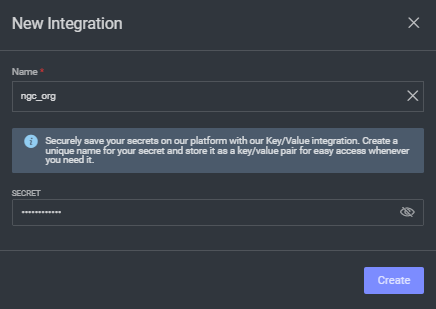 New Integration
Name *
ngc_org
Securely save your secrets on our platform with our Key/Value integration. Create a
unique name for your secret and store it as a key/value pair for easy access whenever
you need it.
SECRET
••••••••••••
Create